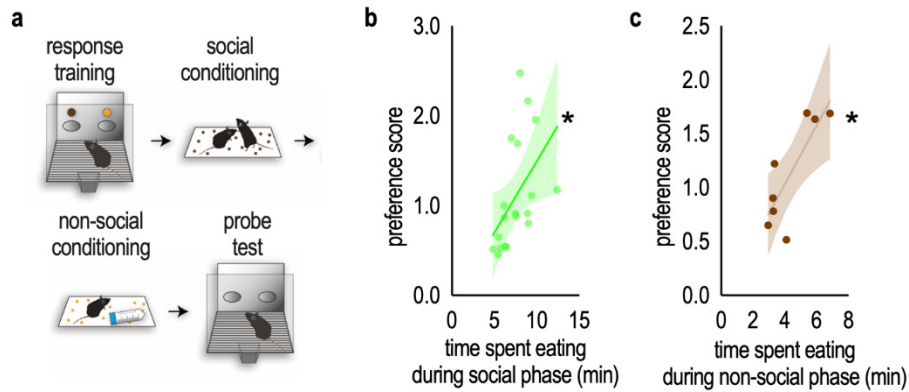 a
response
training
social
conditioning
non-social
conditioning
probe
test
b
preference score
3.0
2.0
1.0
0.0
0
5
10
15
*
time spent eating
during social phase (min)
c
preference score
2.5
2.0
1.5
1.0
0.5
0.0
0
2
4
6
8
*
time spent eating
during non-social phase (min)